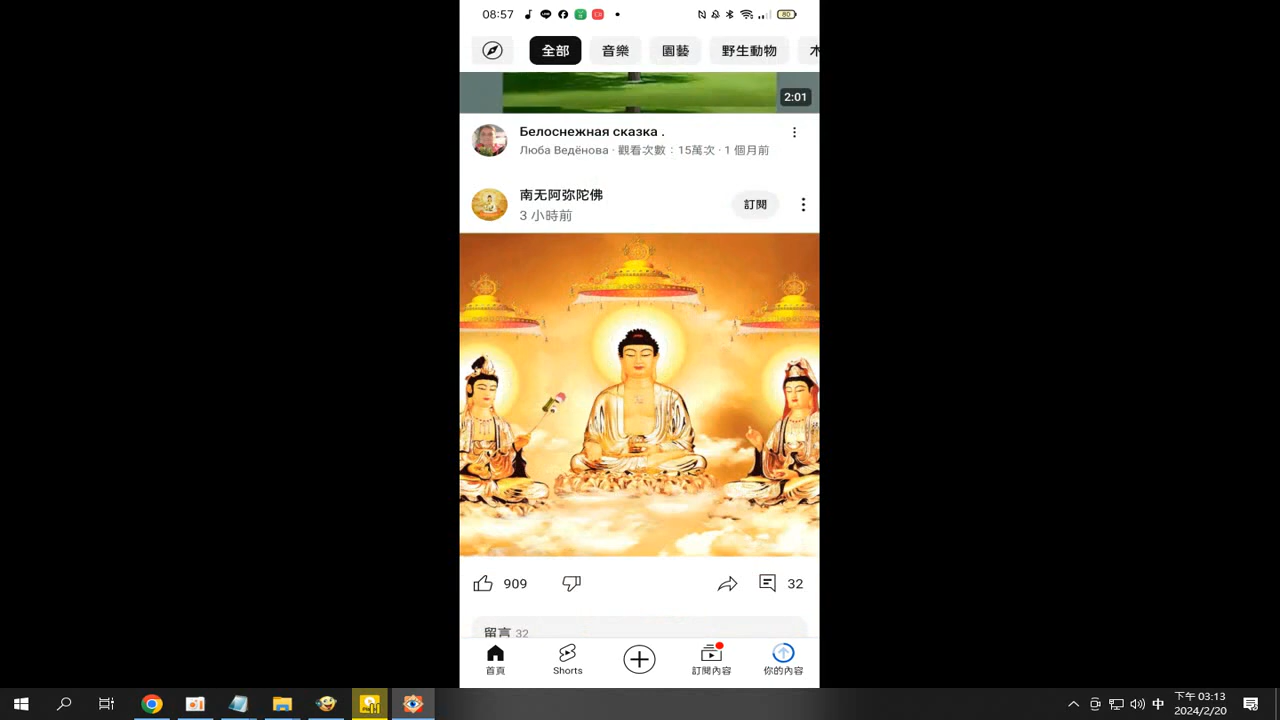 08:57
80
全部 音樂 園藝 野生動物 木
2:01
Белоснежная сказка .
Люба Ведёнова · 觀看次數：15萬次 · 1 個月前
南无阿弥陀佛
3 小時前
訂閱
909
32
留言 32
首頁 Shorts 訂閱內容 你的內容
中 下午 03:13
2024/2/20